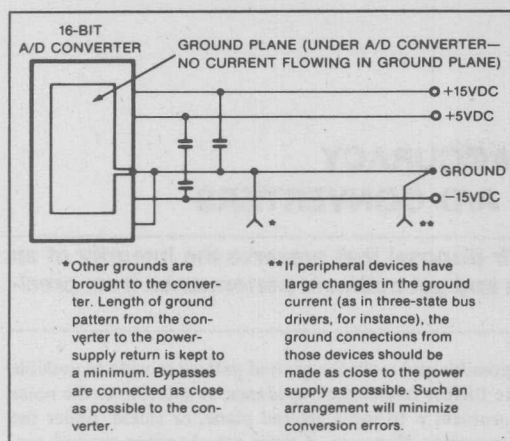 16-BIT
A/D CONVERTER
GROUND PLANE (UNDER A/D CONVERTER—
NO CURRENT FLOWING IN GROUND PLANE)
+15VDC
+5VDC
GROUND
−15VDC
*
**
*Other grounds are
brought to the conver-
ter. Length of ground
pattern from the con-
verter to the power-
supply return is kept to
a minimum. Bypasses
are connected as close
as possible to the con-
verter.
**If peripheral devices have
large changes in the ground
current (as in three-state bus
drivers, for instance), the
ground connections from
those devices should be
made as close to the power
supply as possible. Such an
arrangement will minimize
conversion errors.